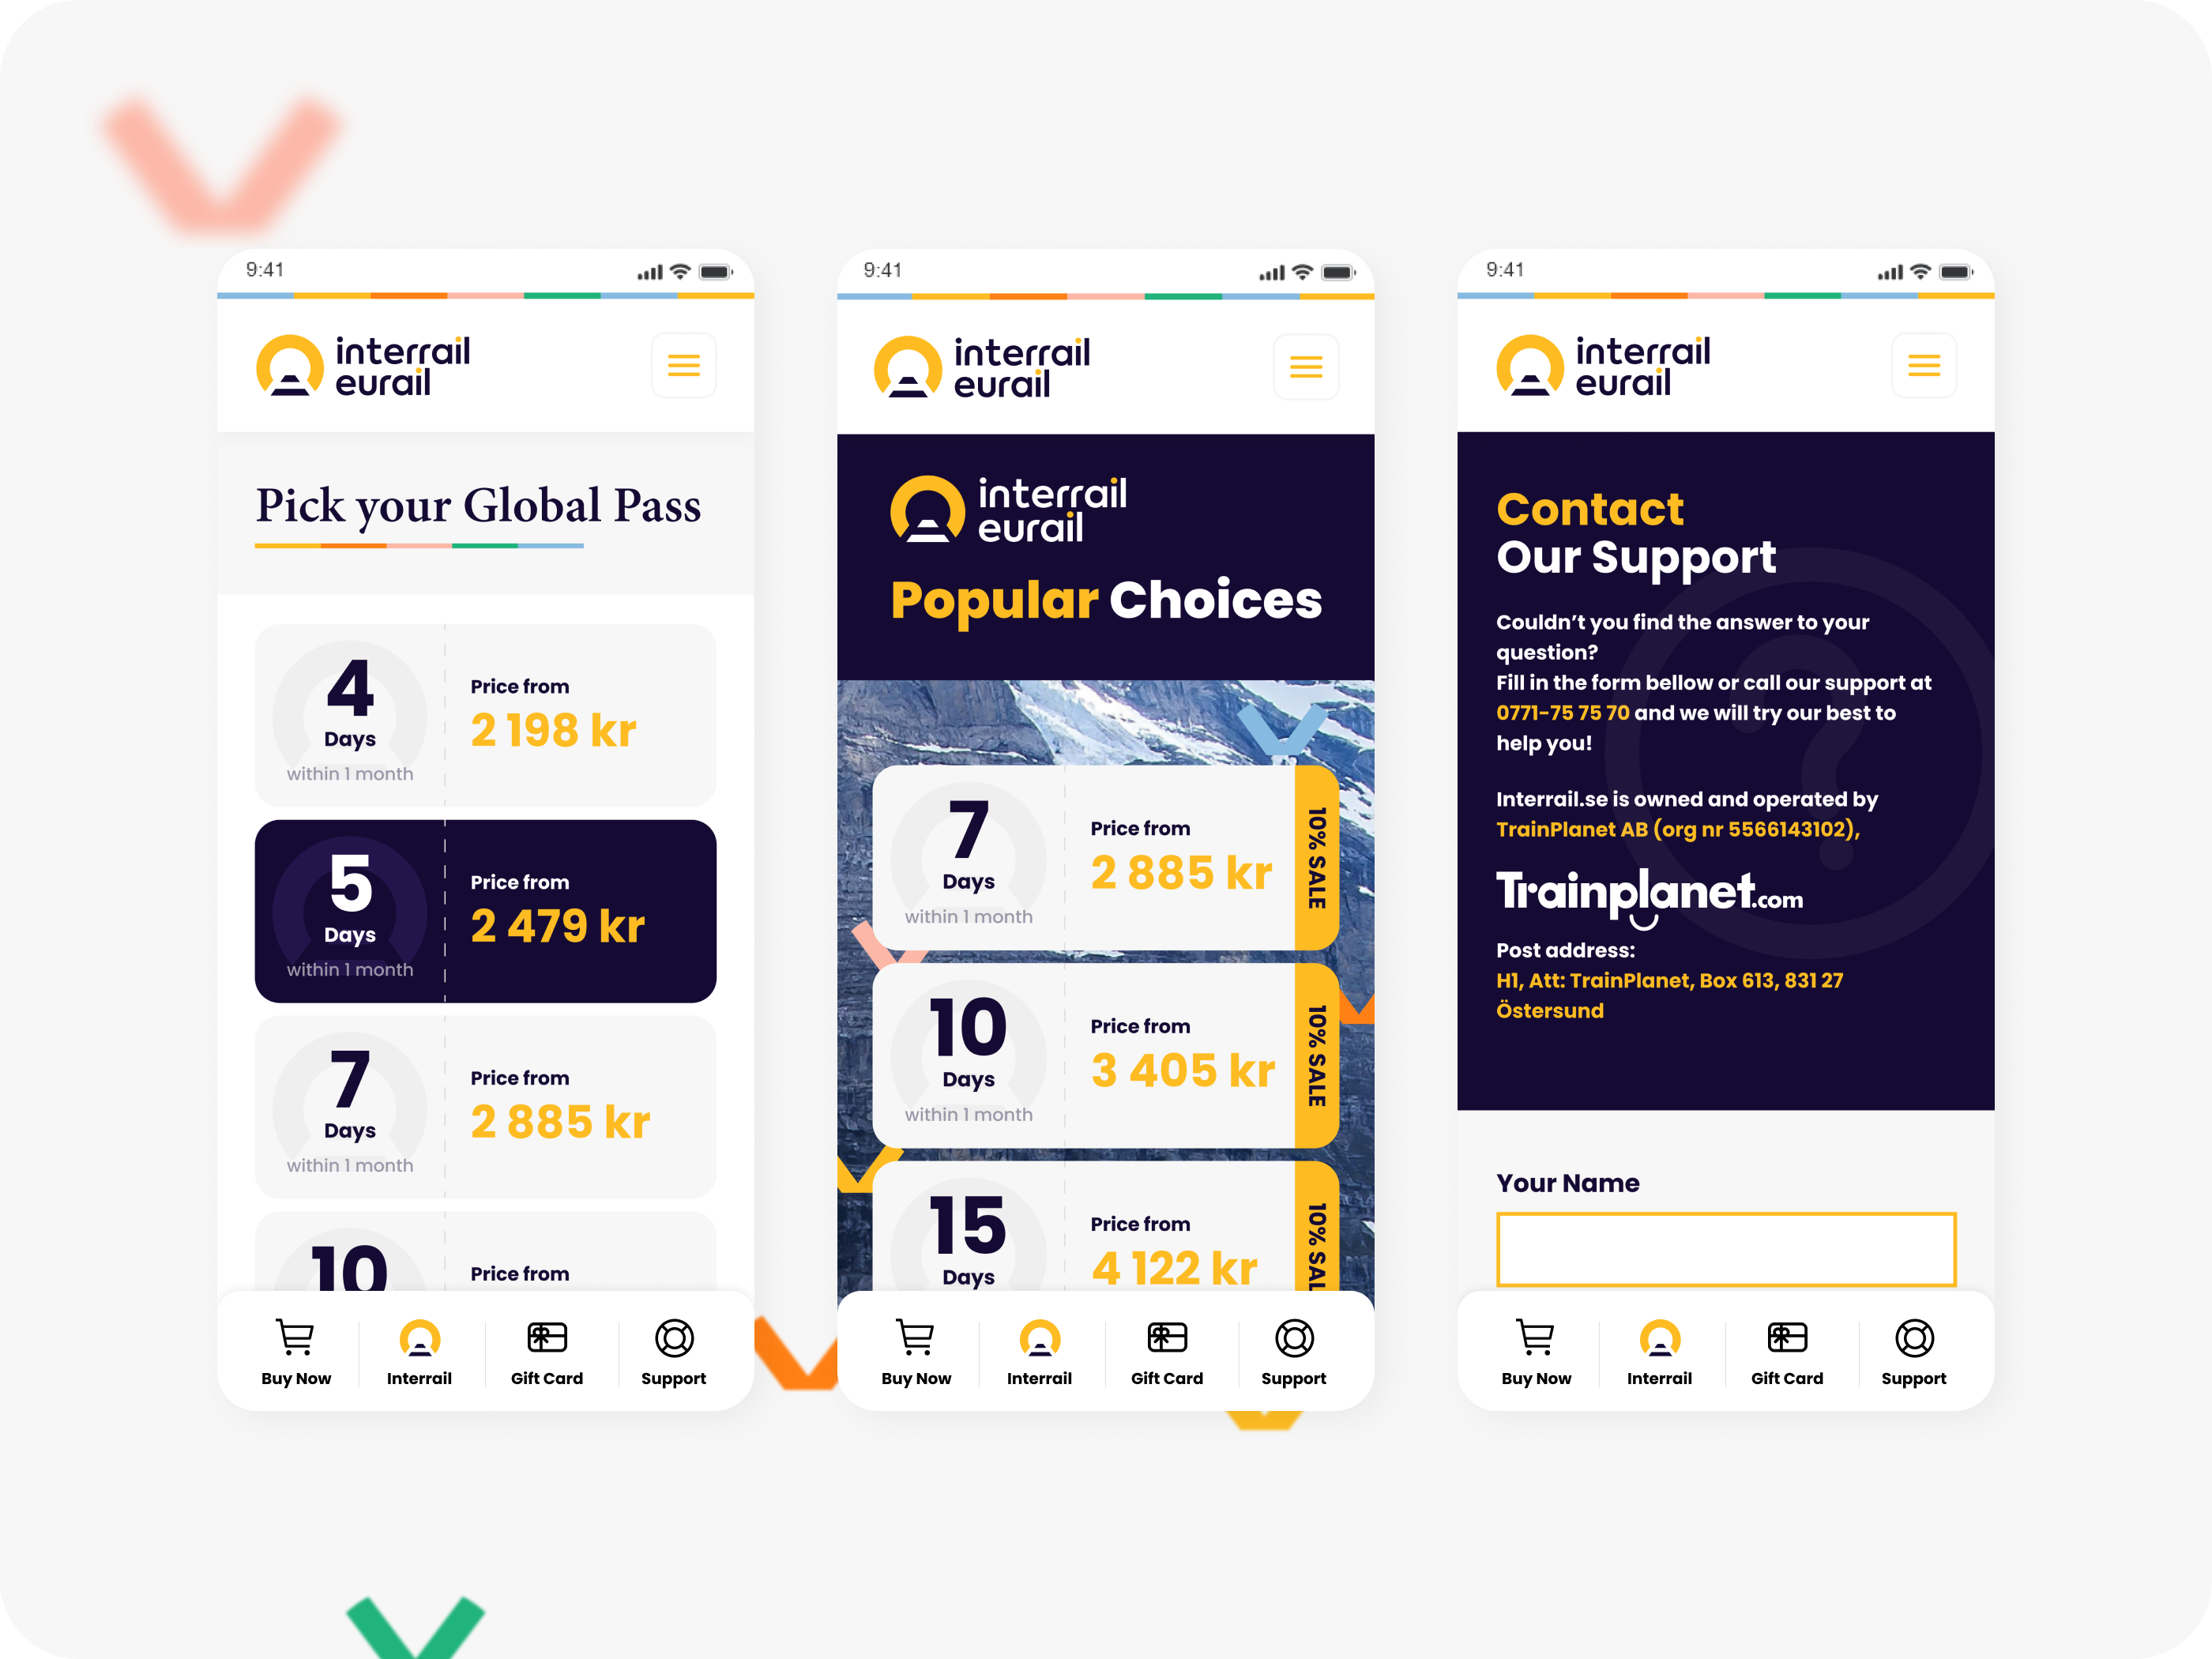 9:41
interrail
eurail
Pick your Global Pass
4
Days
within 1 month
Price from
2 198 kr
5
Days
within 1 month
Price from
2 479 kr
7
Days
within 1 month
Price from
2 885 kr
10
Price from
Buy Now
Interrail
Gift Card
Support
9:41
interrail
eurail
interrail
eurail
Popular Choices
7
Days
within 1 month
Price from
2 885 kr
10% SALE
10
Days
within 1 month
Price from
3 405 kr
10% SALE
15
Days
Price from
4 122 kr
10% SAL
Buy Now
Interrail
Gift Card
Support
9:41
interrail
eurail
Contact
Our Support
Couldn’t you find the answer to your
question?
Fill in the form bellow or call our support at
0771-75 75 70 and we will try our best to
help you!
Interrail.se is owned and operated by
TrainPlanet AB (org nr 5566143102),
Trainplanet.com
Post address:
H1, Att: TrainPlanet, Box 613, 831 27
Östersund
Your Name
Buy Now
Interrail
Gift Card
Support